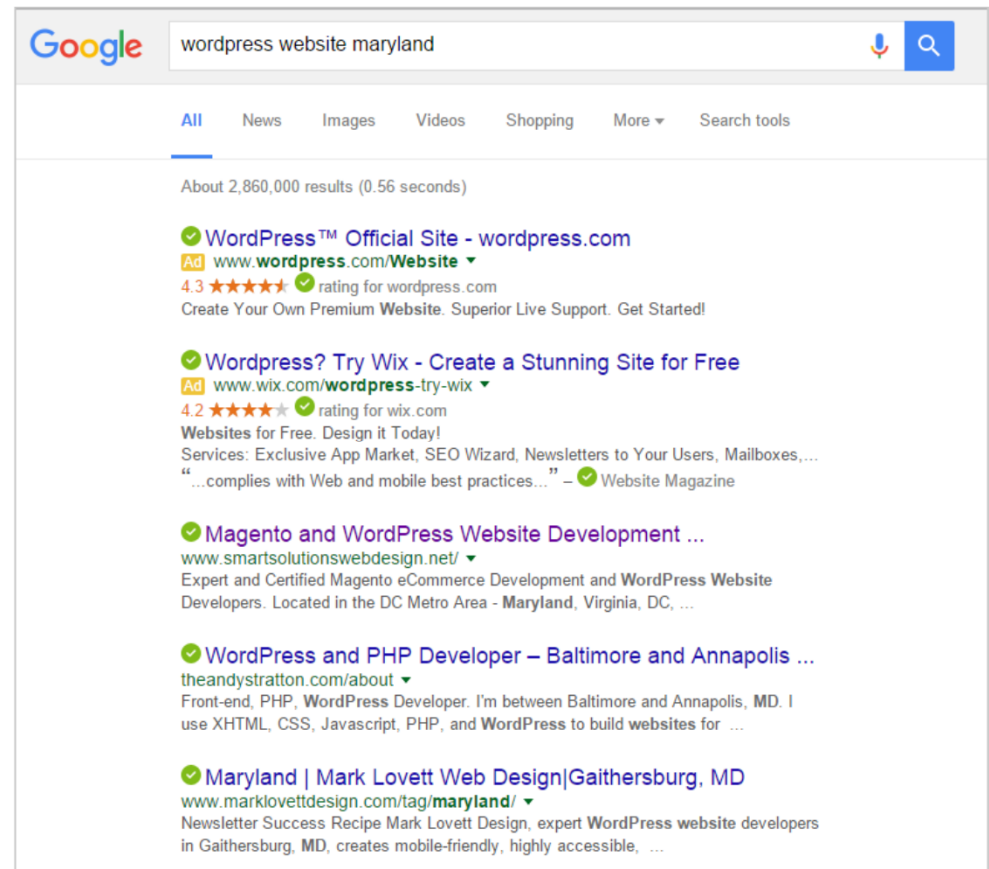 Google
wordpress website maryland
All News Images Videos Shopping More Search tools
About 2,860,000 results (0.56 seconds)
WordPress™ Official Site - wordpress.com
Ad www.wordpress.com/Website
4.3 rating for wordpress.com
Create Your Own Premium Website. Superior Live Support. Get Started!
Wordpress? Try Wix - Create a Stunning Site for Free
Ad www.wix.com/wordpress-try-wix
4.2 rating for wix.com
Websites for Free. Design it Today!
Services: Exclusive App Market, SEO Wizard, Newsletters to Your Users, Mailboxes,...
“...complies with Web and mobile best practices...” – Website Magazine
Magento and WordPress Website Development ...
www.smartsolutionswebdesign.net/
Expert and Certified Magento eCommerce Development and WordPress Website
Developers. Located in the DC Metro Area - Maryland, Virginia, DC, ...
WordPress and PHP Developer – Baltimore and Annapolis ...
theandystratton.com/about
Front-end, PHP, WordPress Developer. I'm between Baltimore and Annapolis, MD. I
use XHTML, CSS, Javascript, PHP, and WordPress to build websites for ...
Maryland | Mark Lovett Web Design|Gaithersburg, MD
www.marklovettdesign.com/tag/maryland/
Newsletter Success Recipe Mark Lovett Design, expert WordPress website developers
in Gaithersburg, MD, creates mobile-friendly, highly accessible, ...